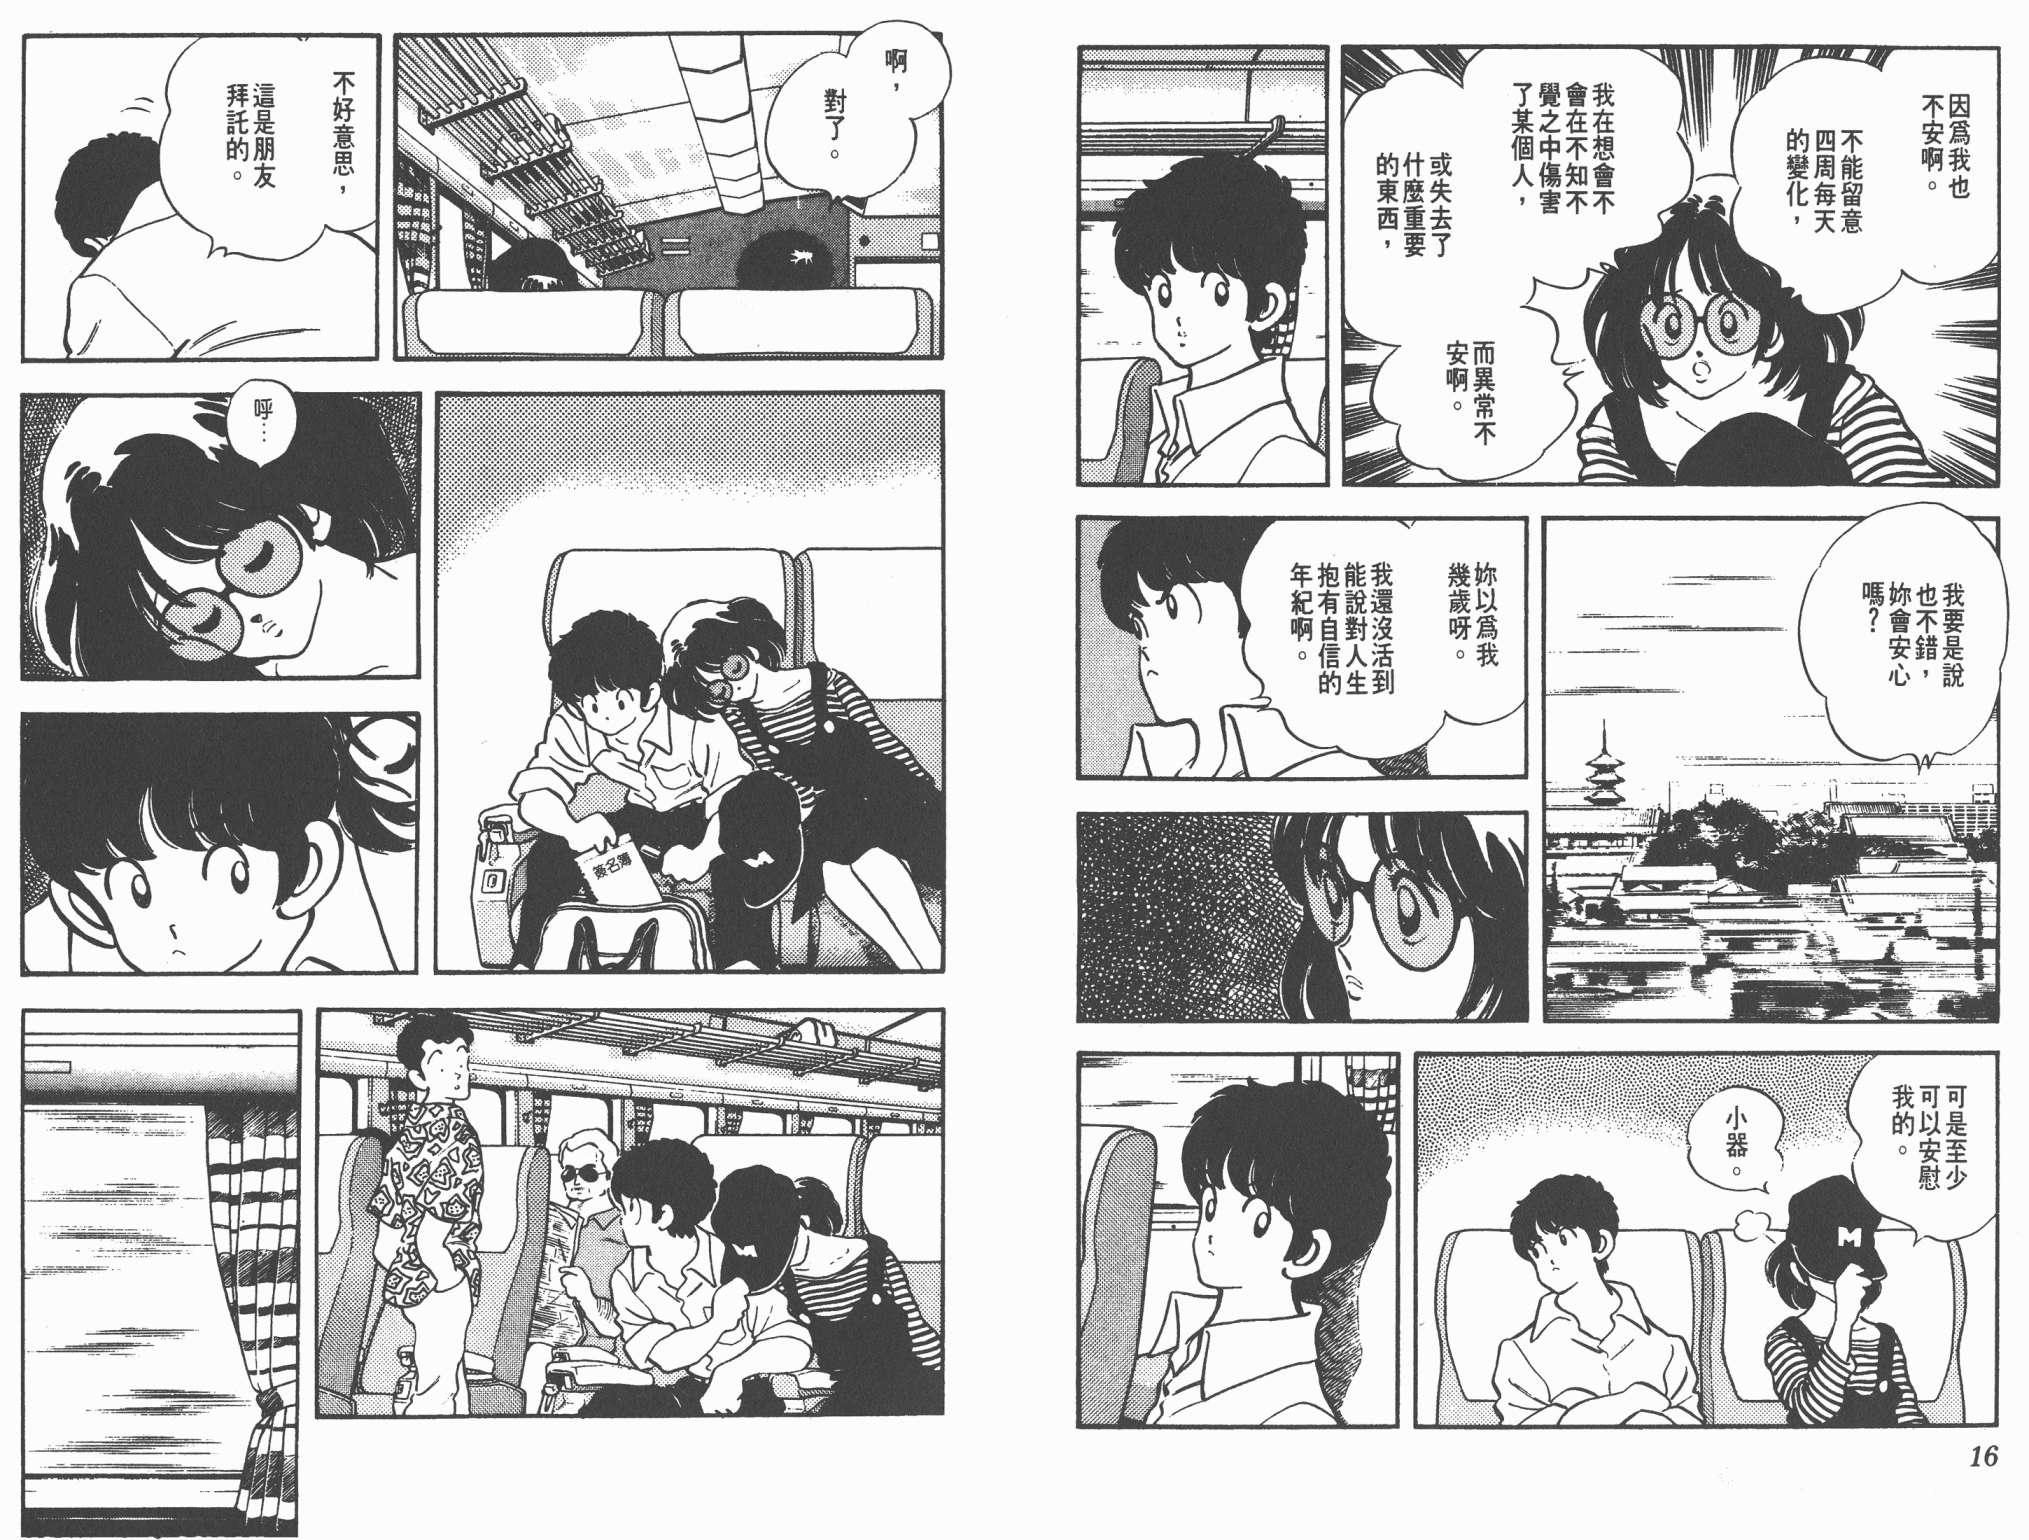 因爲我也
不安啊。
不能留意
四周每天
的變化，
我在想會不
會在不知不
覺之中傷害
了某個人，
或失去了
什麼重要
的東西，
而異常不
安啊。
我要是說
也不錯，
妳會安心
嗎？
妳以爲我
幾歲呀。
我還沒活到
能說對人生
抱有自信的
年紀啊。
可是至少
可以安慰
我的。
小器。
M
16
啊，
對了。
不好意思，
這是朋友
拜託的。
簽名簿
呼…